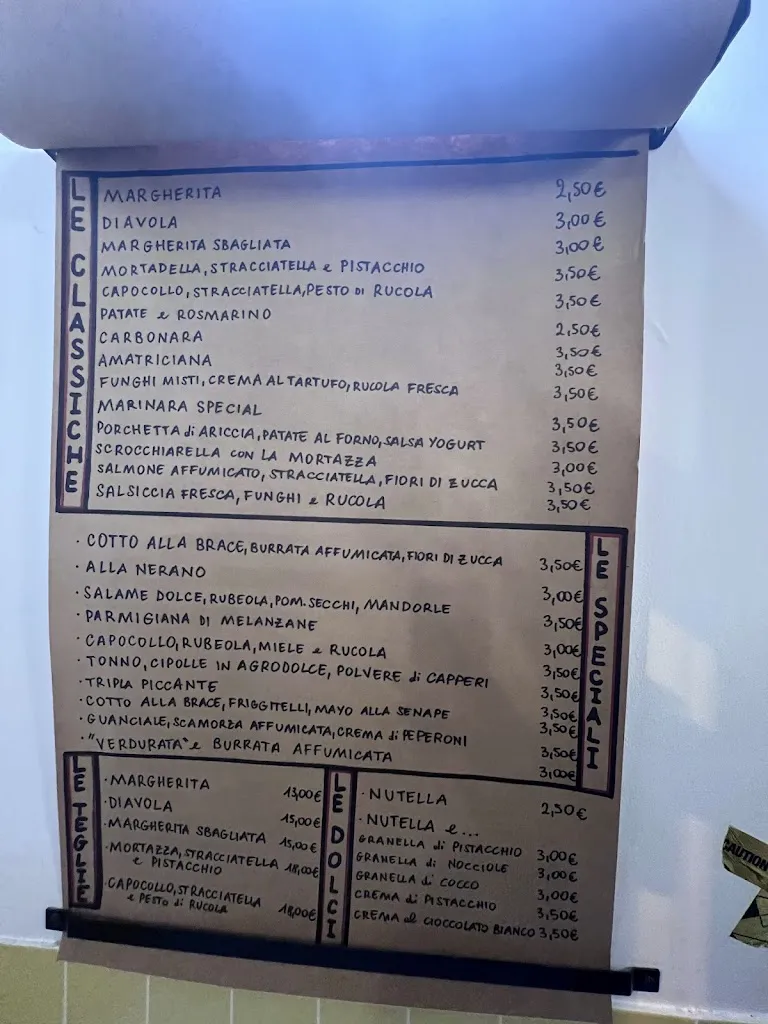 LE CLASSICHE
MARGHERITA 2,50€
DIAVOLA 3,00€
MARGHERITA SBAGLIATA 3,00€
MORTADELLA, STRACCIATELLA e PISTACCHIO 3,50€
CAPOCOLLO, STRACCIATELLA, PESTO DI RUCOLA 3,50€
PATATE e ROSMARINO 2,50€
CARBONARA 3,50€
AMATRICIANA 3,50€
FUNGHI MISTI, CREMA AL TARTUFO, RUCOLA FRESCA 3,50€
MARINARA SPECIAL 3,50€
PORCHETTA di ARICCIA, PATATE AL FORNO, SALSA YOGURT 3,50€
SCROCCHIARELLA CON LA MORTAZZA 3,00€
SALMONE AFFUMICATO, STRACCIATELLA, FIORI DI ZUCCA 3,50€
SALSICCIA FRESCA, FUNGHI e RUCOLA 3,50€
LE SPECIALI
· COTTO ALLA BRACE, BURRATA AFFUMICATA, FIORI DI ZUCCA 3,50€
· ALLA NERANO 3,00€
· SALAME DOLCE, RUBEOLA, POM. SECCHI, MANDORLE 3,50€
· PARMIGIANA DI MELANZANE 3,00€
· CAPOCOLLO, RUBEOLA, MIELE e RUCOLA 3,50€
· TONNO, CIPOLLE IN AGRODOLCE, POLVERE di CAPPERI 3,50€
· TRIPLA PICCANTE 3,50€
· COTTO ALLA BRACE, FRIGGITELLI, MAYO ALLA SENAPE 3,50€
· GUANCIALE, SCAMORZA AFFUMICATA, CREMA di PEPERONI 3,50€
· "VERDURATA" e BURRATA AFFUMICATA 3,00€
LE TEGLIE
· MARGHERITA 13,00€
· DIAVOLA 15,00€
· MARGHERITA SBAGLIATA 15,00€
· MORTAZZA, STRACCIATELLA 18,00€
e PISTACCHIO
· CAPOCOLLO, STRACCIATELLA
e PESTO di RUCOLA 18,00€
LE DOLCI
· NUTELLA 2,50€
· NUTELLA e...
GRANELLA di PISTACCHIO 3,00€
GRANELLA di NOCCIOLE 3,00€
GRANELLA di COCCO 3,00€
CREMA di PISTACCHIO 3,50€
CREMA al CIOCCOLATO BIANCO 3,50€
CAUTION